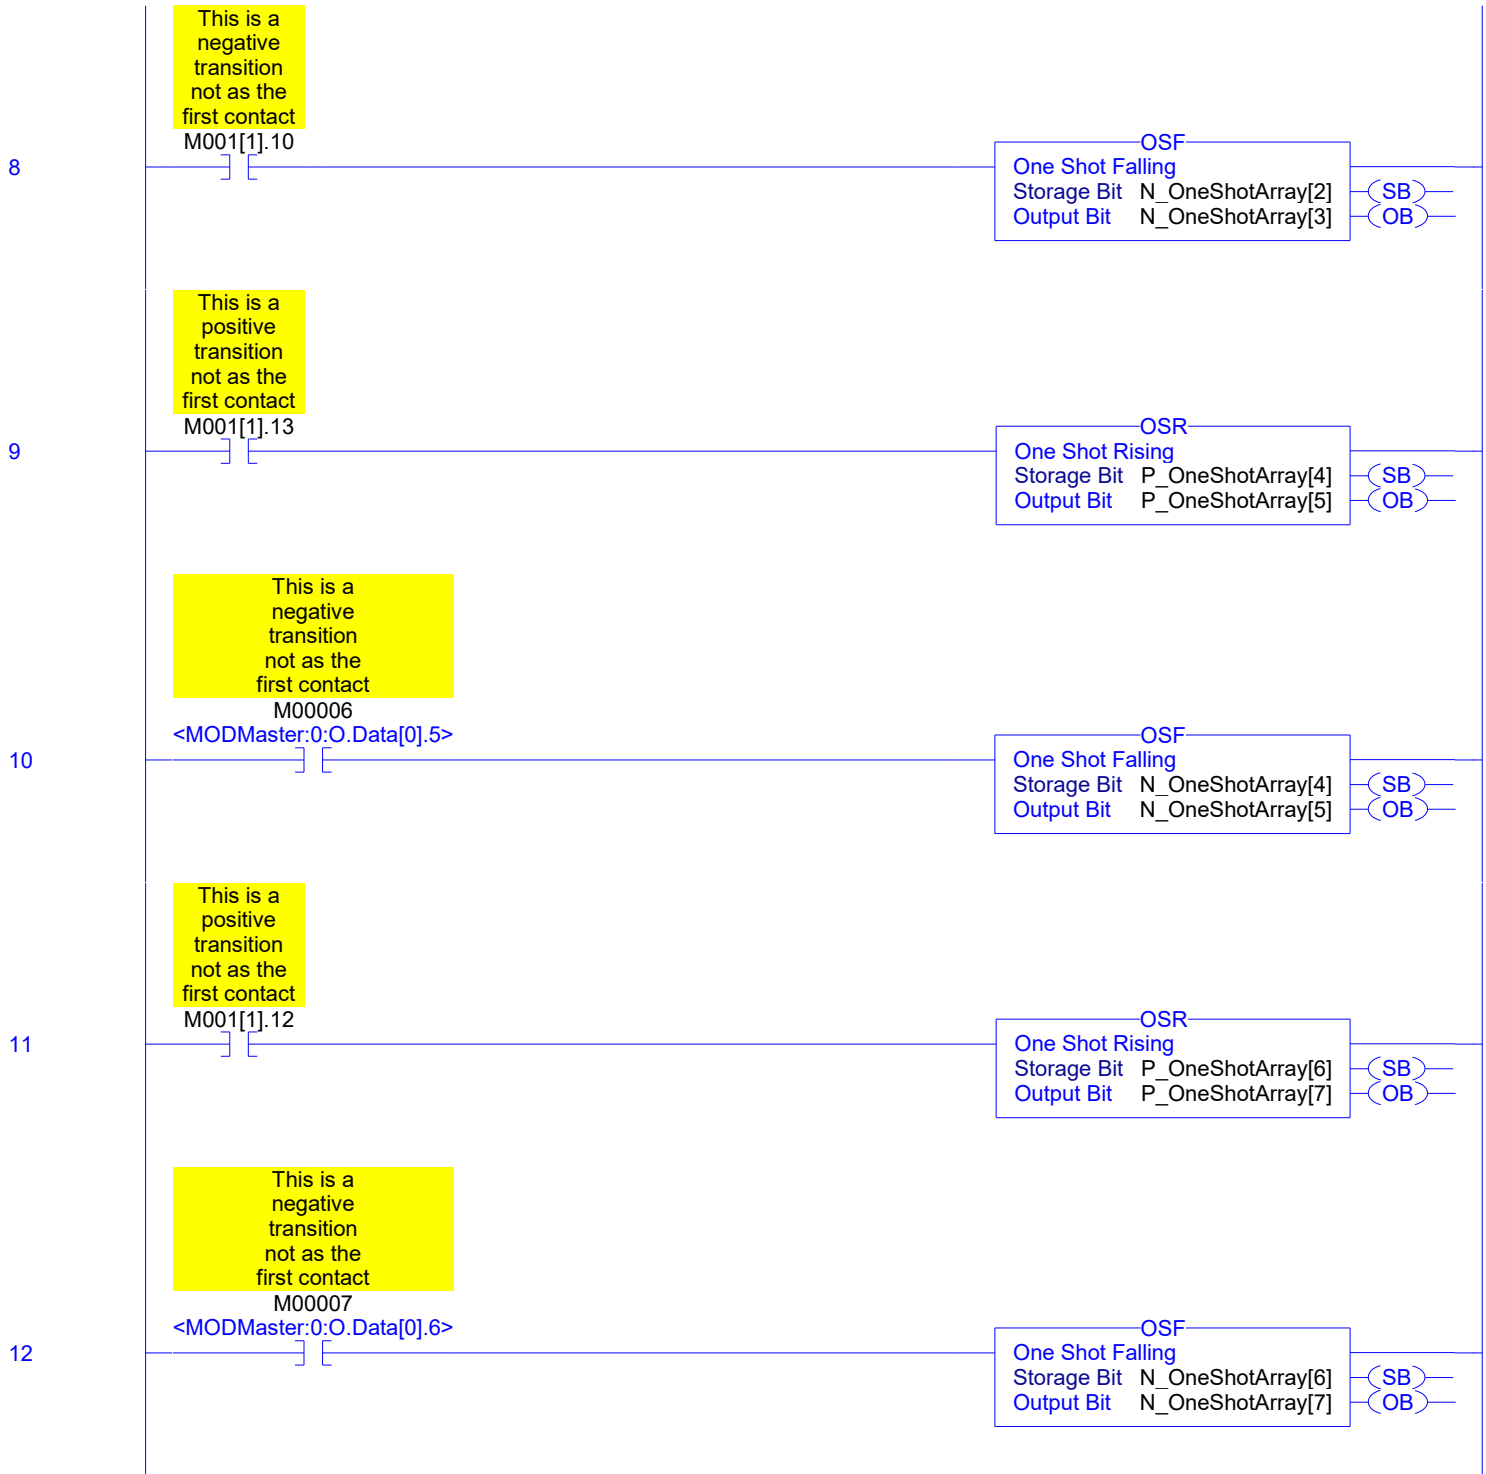 This is a
negative
transition
not as the
first contact
M001[1].10
8
OSF
One Shot Falling
Storage Bit N_OneShotArray[2]
SB
Output Bit N_OneShotArray[3]
OB
This is a
positive
transition
not as the
first contact
M001[1].13
9
OSR
One Shot Rising
Storage Bit P_OneShotArray[4]
SB
Output Bit P_OneShotArray[5]
OB
This is a
negative
transition
not as the
first contact
M00006
<MODMaster:0:O.Data[0].5>
10
OSF
One Shot Falling
Storage Bit N_OneShotArray[4]
SB
Output Bit N_OneShotArray[5]
OB
This is a
positive
transition
not as the
first contact
M001[1].12
11
OSR
One Shot Rising
Storage Bit P_OneShotArray[6]
SB
Output Bit P_OneShotArray[7]
OB
This is a
negative
transition
not as the
first contact
M00007
<MODMaster:0:O.Data[0].6>
12
OSF
One Shot Falling
Storage Bit N_OneShotArray[6]
SB
Output Bit N_OneShotArray[7]
OB